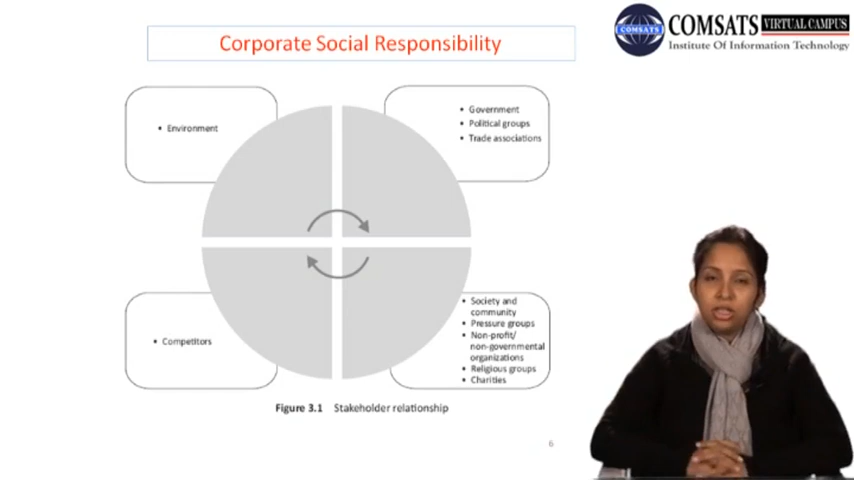 Corporate Social Responsibility
COMSATS
COMSATS VIRTUAL CAMPUS
Institute Of Information Technology
• Environment
• Government
• Political groups
• Trade associations
• Competitors
• Society and
community
• Pressure groups
• Non-profit/
non-governmental
organizations
• Religious groups
• Charities
Figure 3.1 Stakeholder relationship
6